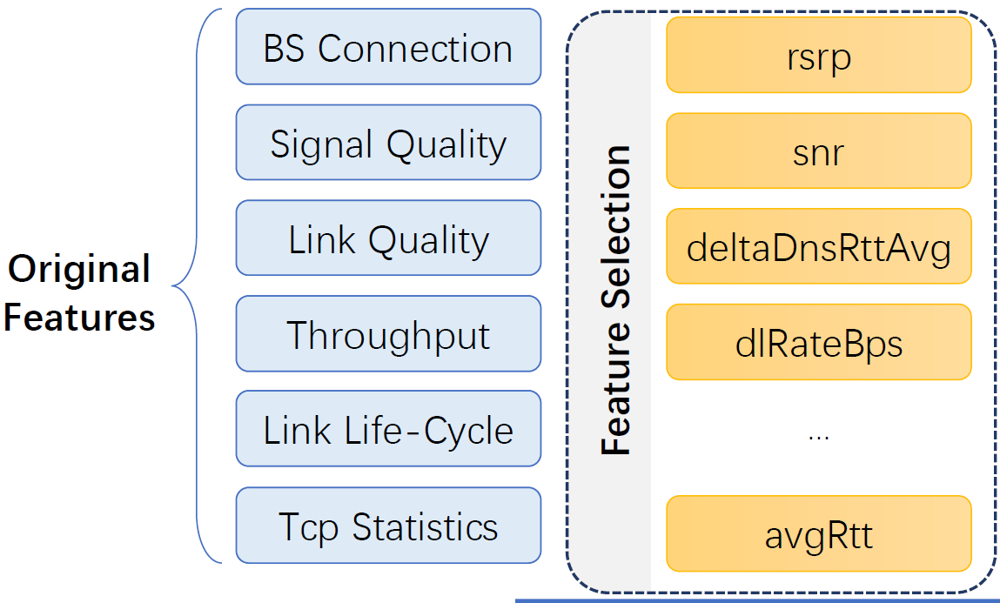 Original
Features
BS Connection
Signal Quality
Link Quality
Throughput
Link Life-Cycle
Tcp Statistics
Feature Selection
rsrp
snr
deltaDnsRttAvg
dlRateBps
...
avgRtt